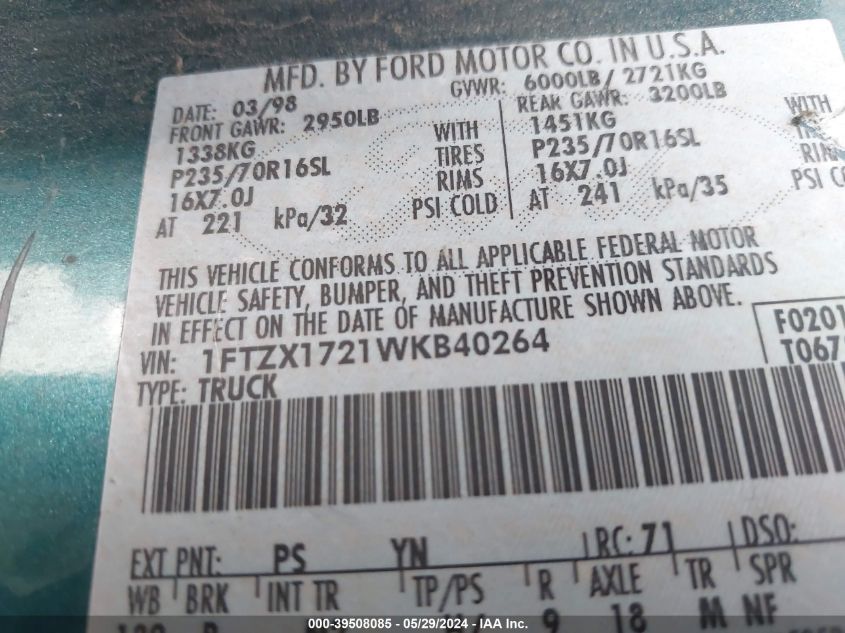 MFD. BY FORD MOTOR CO. IN U.S.A.
DATE: 03/98 GVWR: 6000LB/ 2721KG
FRONT GAWR: 2950LB REAR GAWR: 3200LB
1338KG WITH 1451KG WITH
P235/70R16SL TIRES P235/70R16SL
16X7.0J RIMS 16X7.0J
AT 221 kPa/32 PSI COLD AT 241 kPa/35 PSI
THIS VEHICLE CONFORMS TO ALL APPLICABLE FEDERAL MOTOR
VEHICLE SAFETY, BUMPER, AND THEFT PREVENTION STANDARDS
IN EFFECT ON THE DATE OF MANUFACTURE SHOWN ABOVE.
VIN: 1FTZX1721WKB40264 F0201
TYPE: TRUCK T067
EXT PNT: PS YN RC: 71 DSO:
WB BRK INT TR TP/PS R AXLE TR SPR
9 18 M NF
000-39508085 - 05/29/2024 - IAAI.com